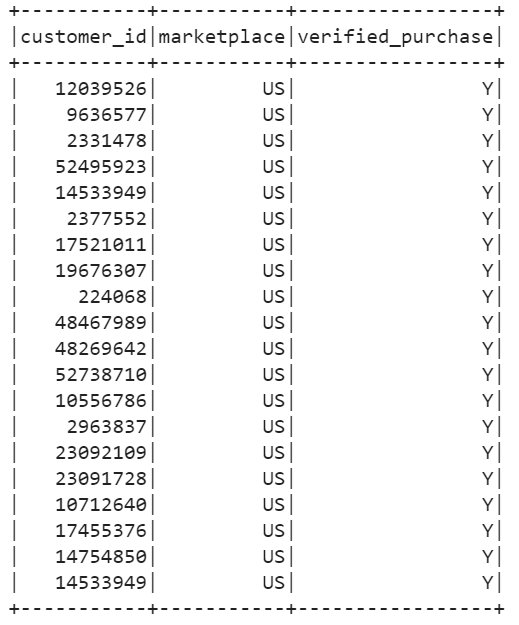 +-----------+-----------+-----------------+
|customer_id|marketplace|verified_purchase|
+-----------+-----------+-----------------+
|   12039526|         US|                Y|
|    9636577|         US|                Y|
|    2331478|         US|                Y|
|   52495923|         US|                Y|
|   14533949|         US|                Y|
|    2377552|         US|                Y|
|   17521011|         US|                Y|
|   19676307|         US|                Y|
|     224068|         US|                Y|
|   48467989|         US|                Y|
|   48269642|         US|                Y|
|   52738710|         US|                Y|
|   10556786|         US|                Y|
|    2963837|         US|                Y|
|   23092109|         US|                Y|
|   23091728|         US|                Y|
|   10712640|         US|                Y|
|   17455376|         US|                Y|
|   14754850|         US|                Y|
|   14533949|         US|                Y|
+-----------+-----------+-----------------+